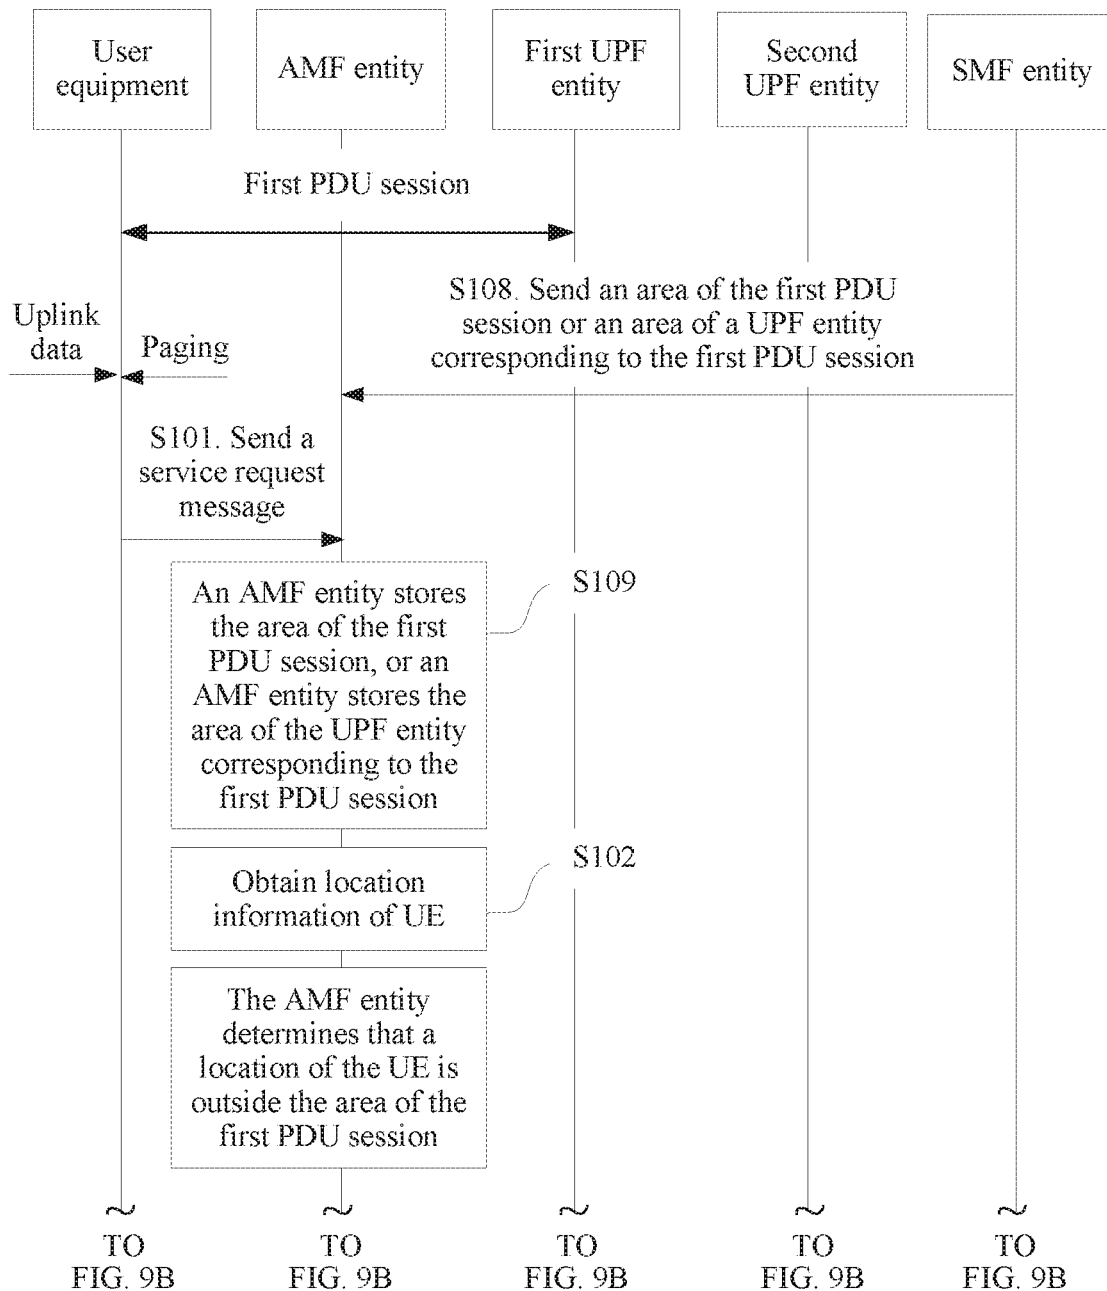 User
equipment
AMF entity
First UPF
entity
Second
UPF entity
SMF entity
First PDU session
S108. Send an area of the first PDU
session or an area of a UPF entity
corresponding to the first PDU session
Uplink
data
Paging
S101. Send a
service request
message
An AMF entity stores
the area of the first
PDU session, or an
AMF entity stores the
area of the UPF entity
corresponding to the
first PDU session
S109
Obtain location
information of UE
S102
The AMF entity
determines that a
location of the UE is
outside the area of the
first PDU session
TO
FIG. 9B
TO
FIG. 9B
TO
FIG. 9B
TO
FIG. 9B
TO
FIG. 9B